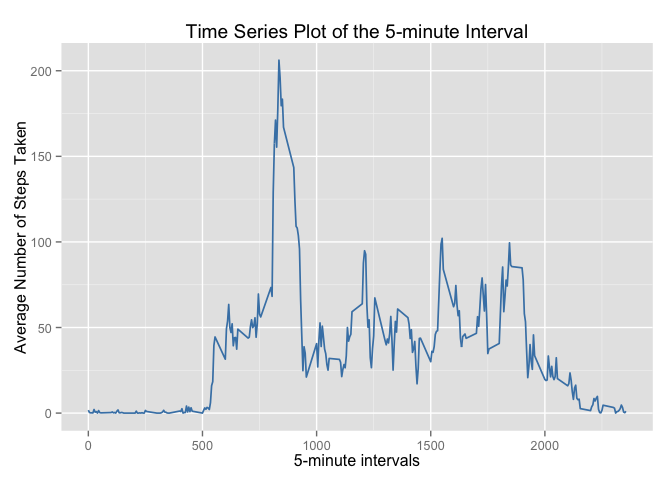 Time Series Plot of the 5-minute Interval
Average Number of Steps Taken
200
150
100
50
0
0 500 1000 1500 2000
5-minute intervals